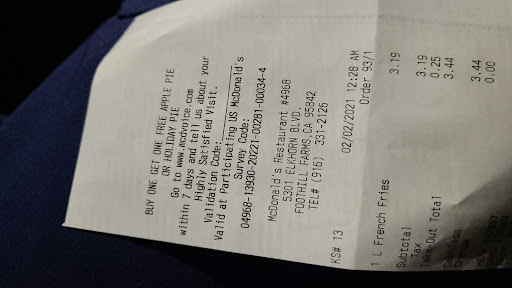 BUY ONE GET ONE FREE APPLE PIE
OR HOLIDAY PIE
Go to www.mcdvoice.com
within 7 days and tell us about your
Highly Satisfied Visit.
Validation Code:
Valid at Participating US McDonald's
Survey Code:
04968-13930-20221-00281-00034-4
McDonald's Restaurant #4968
5301 ELKHORN BLVD.
FOOTHILL FARMS,CA 95842
TEL# (916) 331-2126
KS# 13 02/02/2021 12:28 AM
Order 93/1
1 L French Fries 3.19
Subtotal 3.19
Tax 0.25
Take-Out Total 3.44
Cashless 3.44
Change 0.00